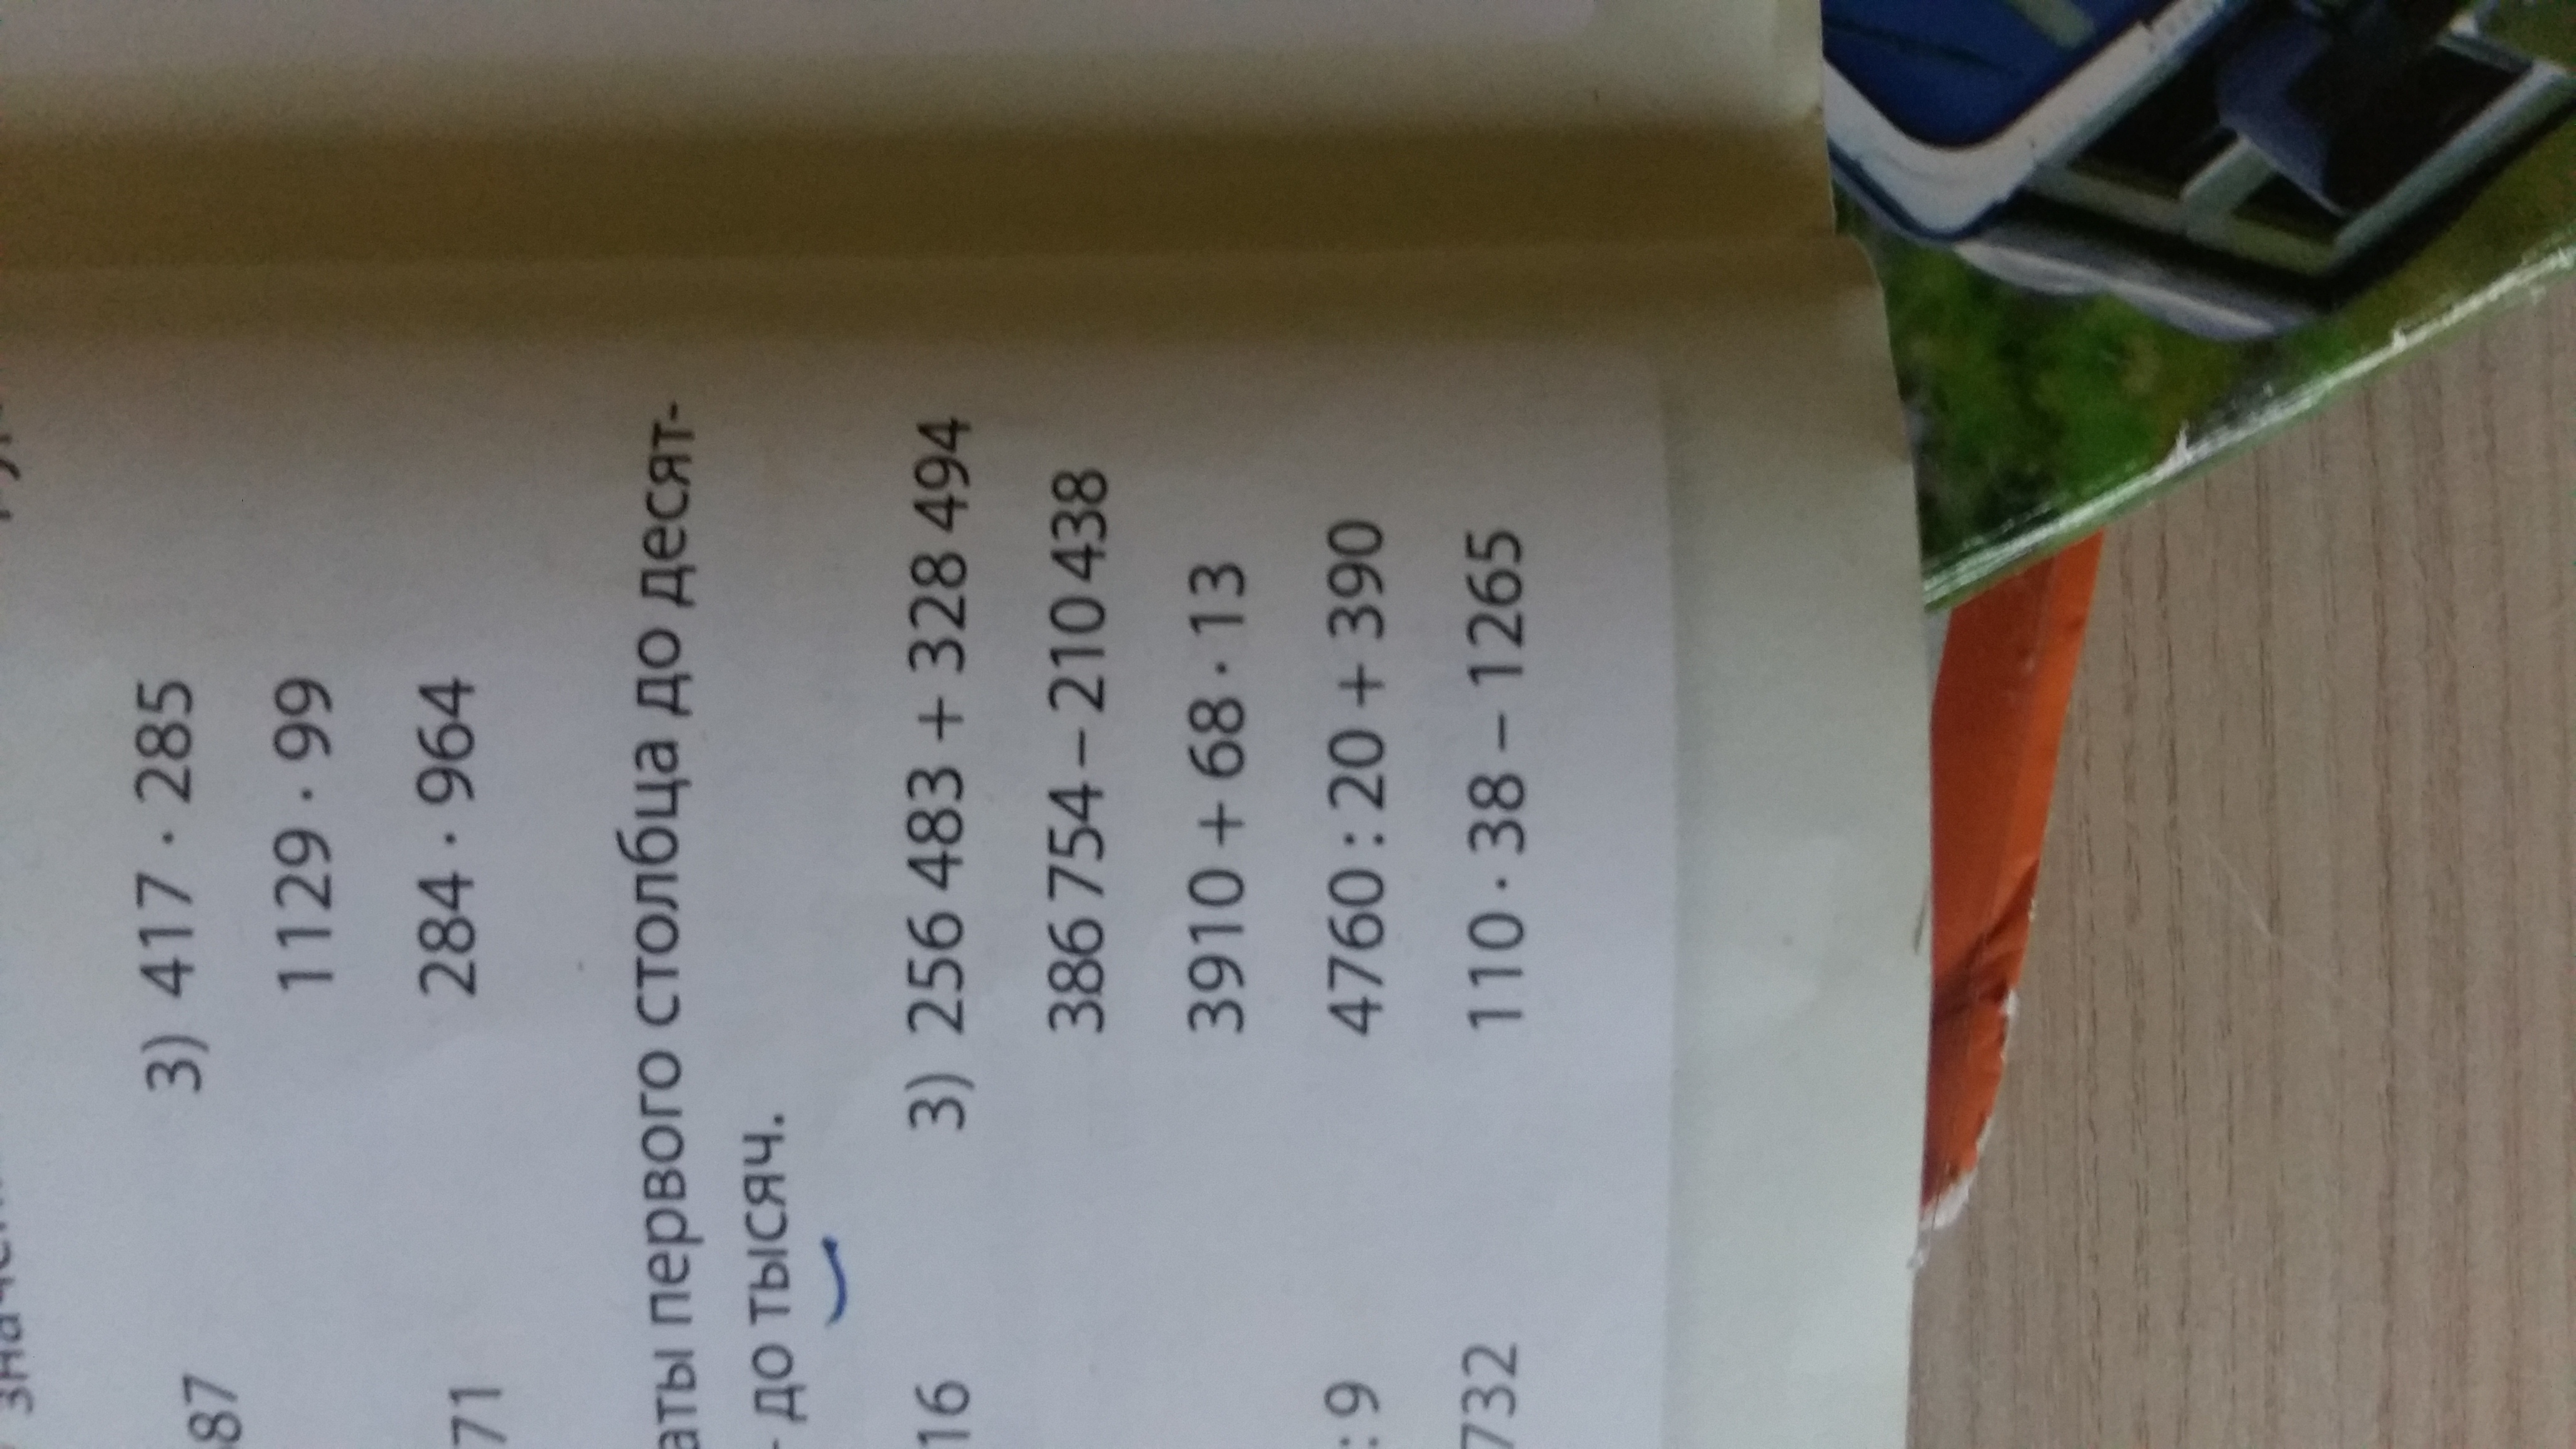 3) 417 · 285
87
1129 · 99
284 · 964
71
аты первого столбца до десят-
- до тысяч.
16
3) 256 483 + 328 494
386 754 – 210 438
3910 + 68 · 13
: 9
4760 : 20 + 390
732
110 · 38 – 1265